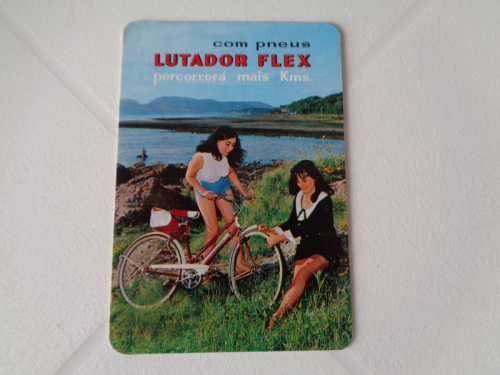 com pneus
LUTADOR FLEX
percorrerá mais Kms.